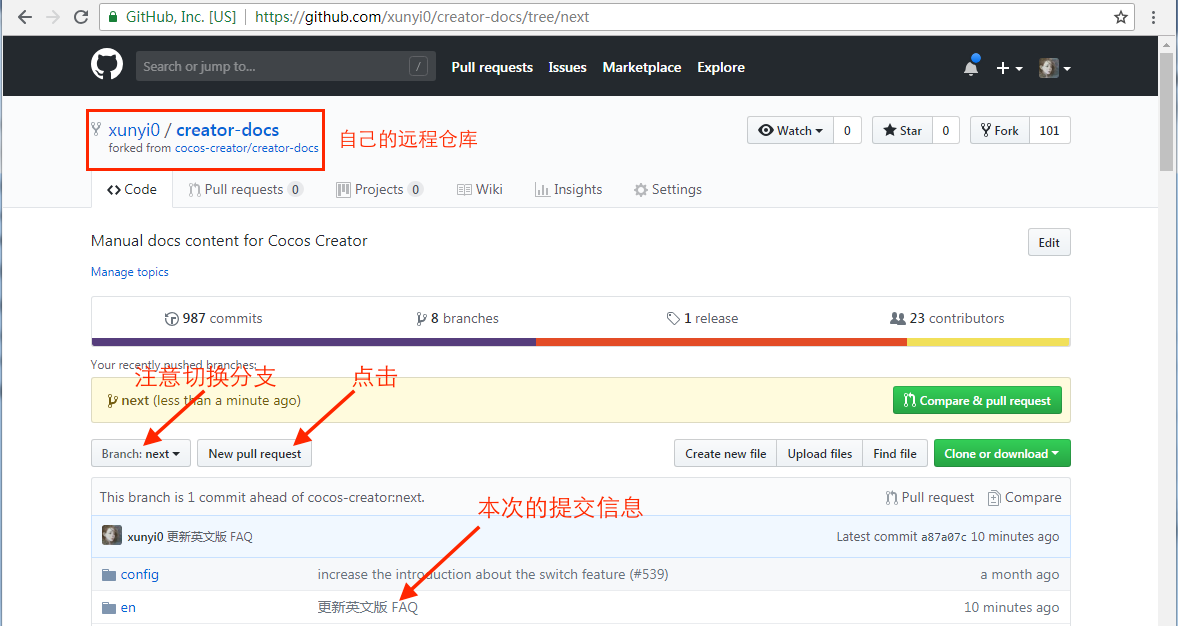 GitHub, Inc. [US] | https://github.com/xunyi0/creator-docs/tree/next
Search or jump to... /
Pull requests Issues Marketplace Explore
xunyi0 / creator-docs
自己的远程仓库
forked from cocos-creator/creator-docs
Watch 0 Star 0 Fork 101
Code Pull requests 0 Projects 0 Wiki Insights Settings
Manual docs content for Cocos Creator
Edit
Manage topics
987 commits 8 branches 1 release 23 contributors
Your recently pushed branches:
注意切换分支 点击
next (less than a minute ago) Compare & pull request
Branch: next New pull request Create new file Upload files Find file Clone or download
This branch is 1 commit ahead of cocos-creator:next. Pull request Compare
本次的提交信息
xunyi0 更新英文版 FAQ Latest commit a87a07c 10 minutes ago
config increase the introduction about the switch feature (#539) a month ago
en 更新英文版 FAQ 10 minutes ago